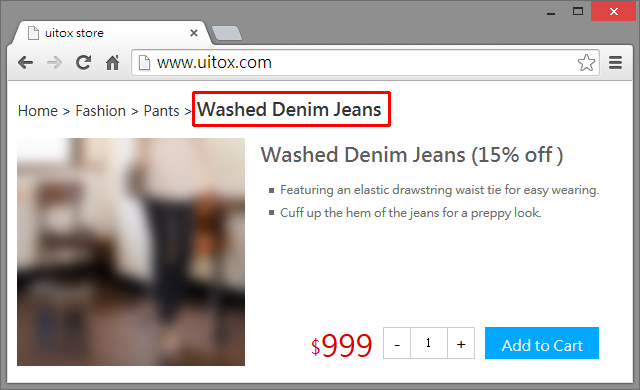 uitox store
www.uitox.com
Home > Fashion > Pants > Washed Denim Jeans
Washed Denim Jeans (15% off )
Featuring an elastic drawstring waist tie for easy wearing.
Cuff up the hem of the jeans for a preppy look.
$999 - 1 + Add to Cart